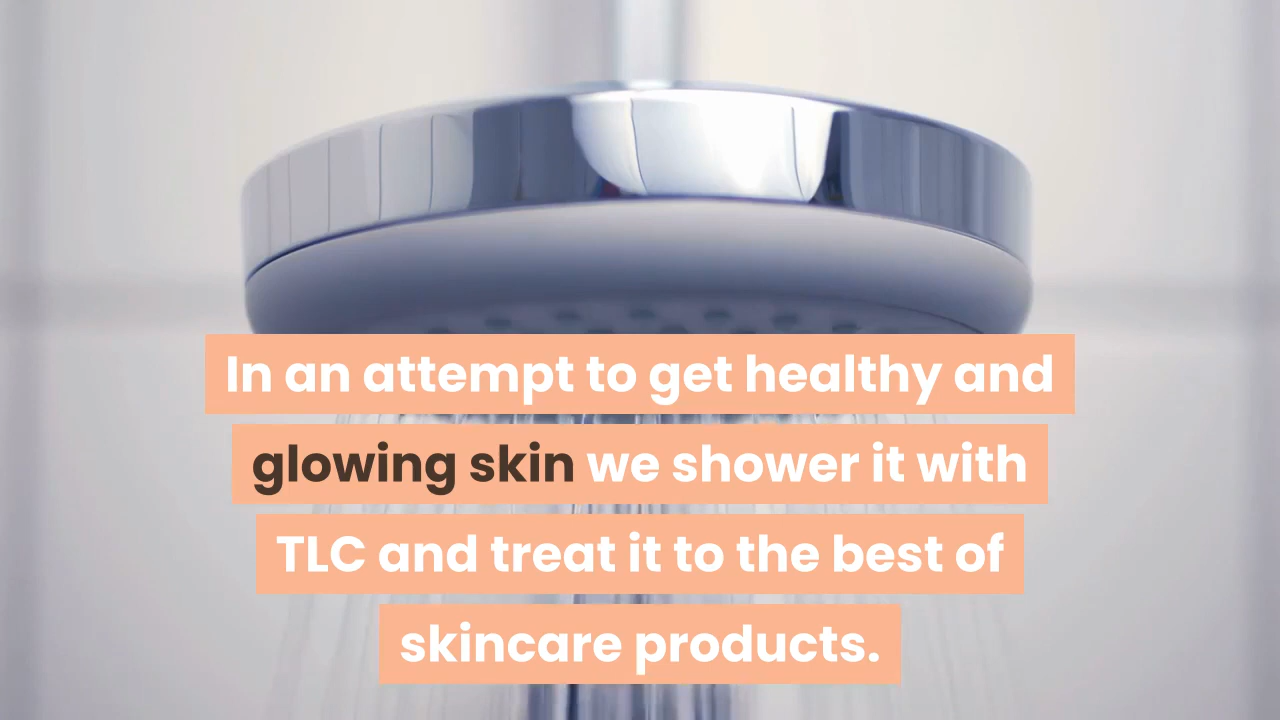 In an attempt to get healthy and
glowing skin we shower it with
TLC and treat it to the best of
skincare products.